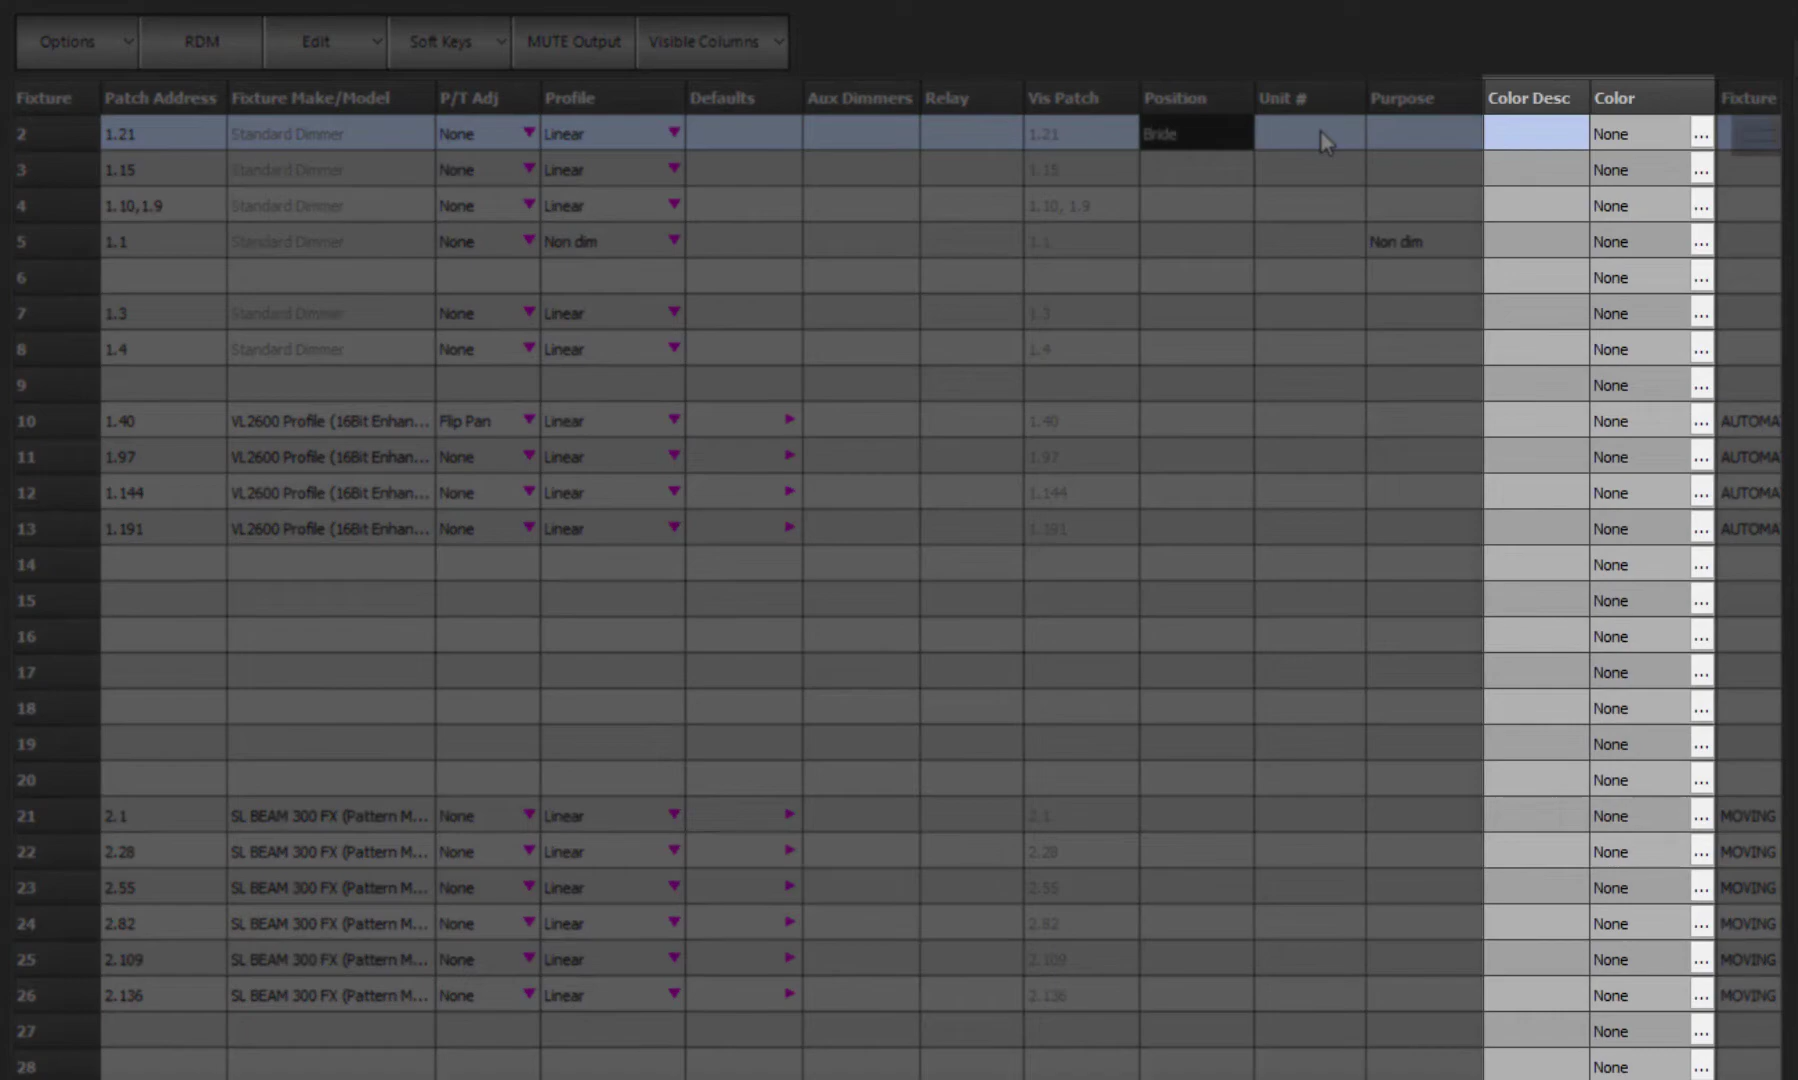 Options RDM Edit Soft Keys MUTE Output Visible Columns
Fixture Patch Address Fixture Make/Model P/T Adj Profile Defaults Aux Dimmers Relay Vis Patch Position Unit # Purpose Color Desc Color Fixture
2 1.21 Standard Dimmer None Linear 1.21 Bride None ...
3 1.15 Standard Dimmer None Linear 1.15 None ...
4 1.10,1.9 Standard Dimmer None Linear 1.10, 1.9 None ...
5 1.1 Standard Dimmer None Non dim 1.1 Non dim None ...
6 None ...
7 1.3 Standard Dimmer None Linear 1.3 None ...
8 1.4 Standard Dimmer None Linear 1.4 None ...
9 None ...
10 1.40 VL2600 Profile (16Bit Enhan... Flip Pan Linear 1.40 None ... AUTOMA
11 1.97 VL2600 Profile (16Bit Enhan... None Linear 1.97 None ... AUTOMA
12 1.144 VL2600 Profile (16Bit Enhan... None Linear 1.144 None ... AUTOMA
13 1.191 VL2600 Profile (16Bit Enhan... None Linear 1.191 None ... AUTOMA
14 None ...
15 None ...
16 None ...
17 None ...
18 None ...
19 None ...
20 None ...
21 2.1 SL BEAM 300 FX (Pattern M... None Linear 2.1 None ... MOVING
22 2.28 SL BEAM 300 FX (Pattern M... None Linear 2.28 None ... MOVING
23 2.55 SL BEAM 300 FX (Pattern M... None Linear 2.55 None ... MOVING
24 2.82 SL BEAM 300 FX (Pattern M... None Linear 2.82 None ... MOVING
25 2.109 SL BEAM 300 FX (Pattern M... None Linear 2.109 None ... MOVING
26 2.136 SL BEAM 300 FX (Pattern M... None Linear 2.136 None ... MOVING
27 None ...
28 None ...